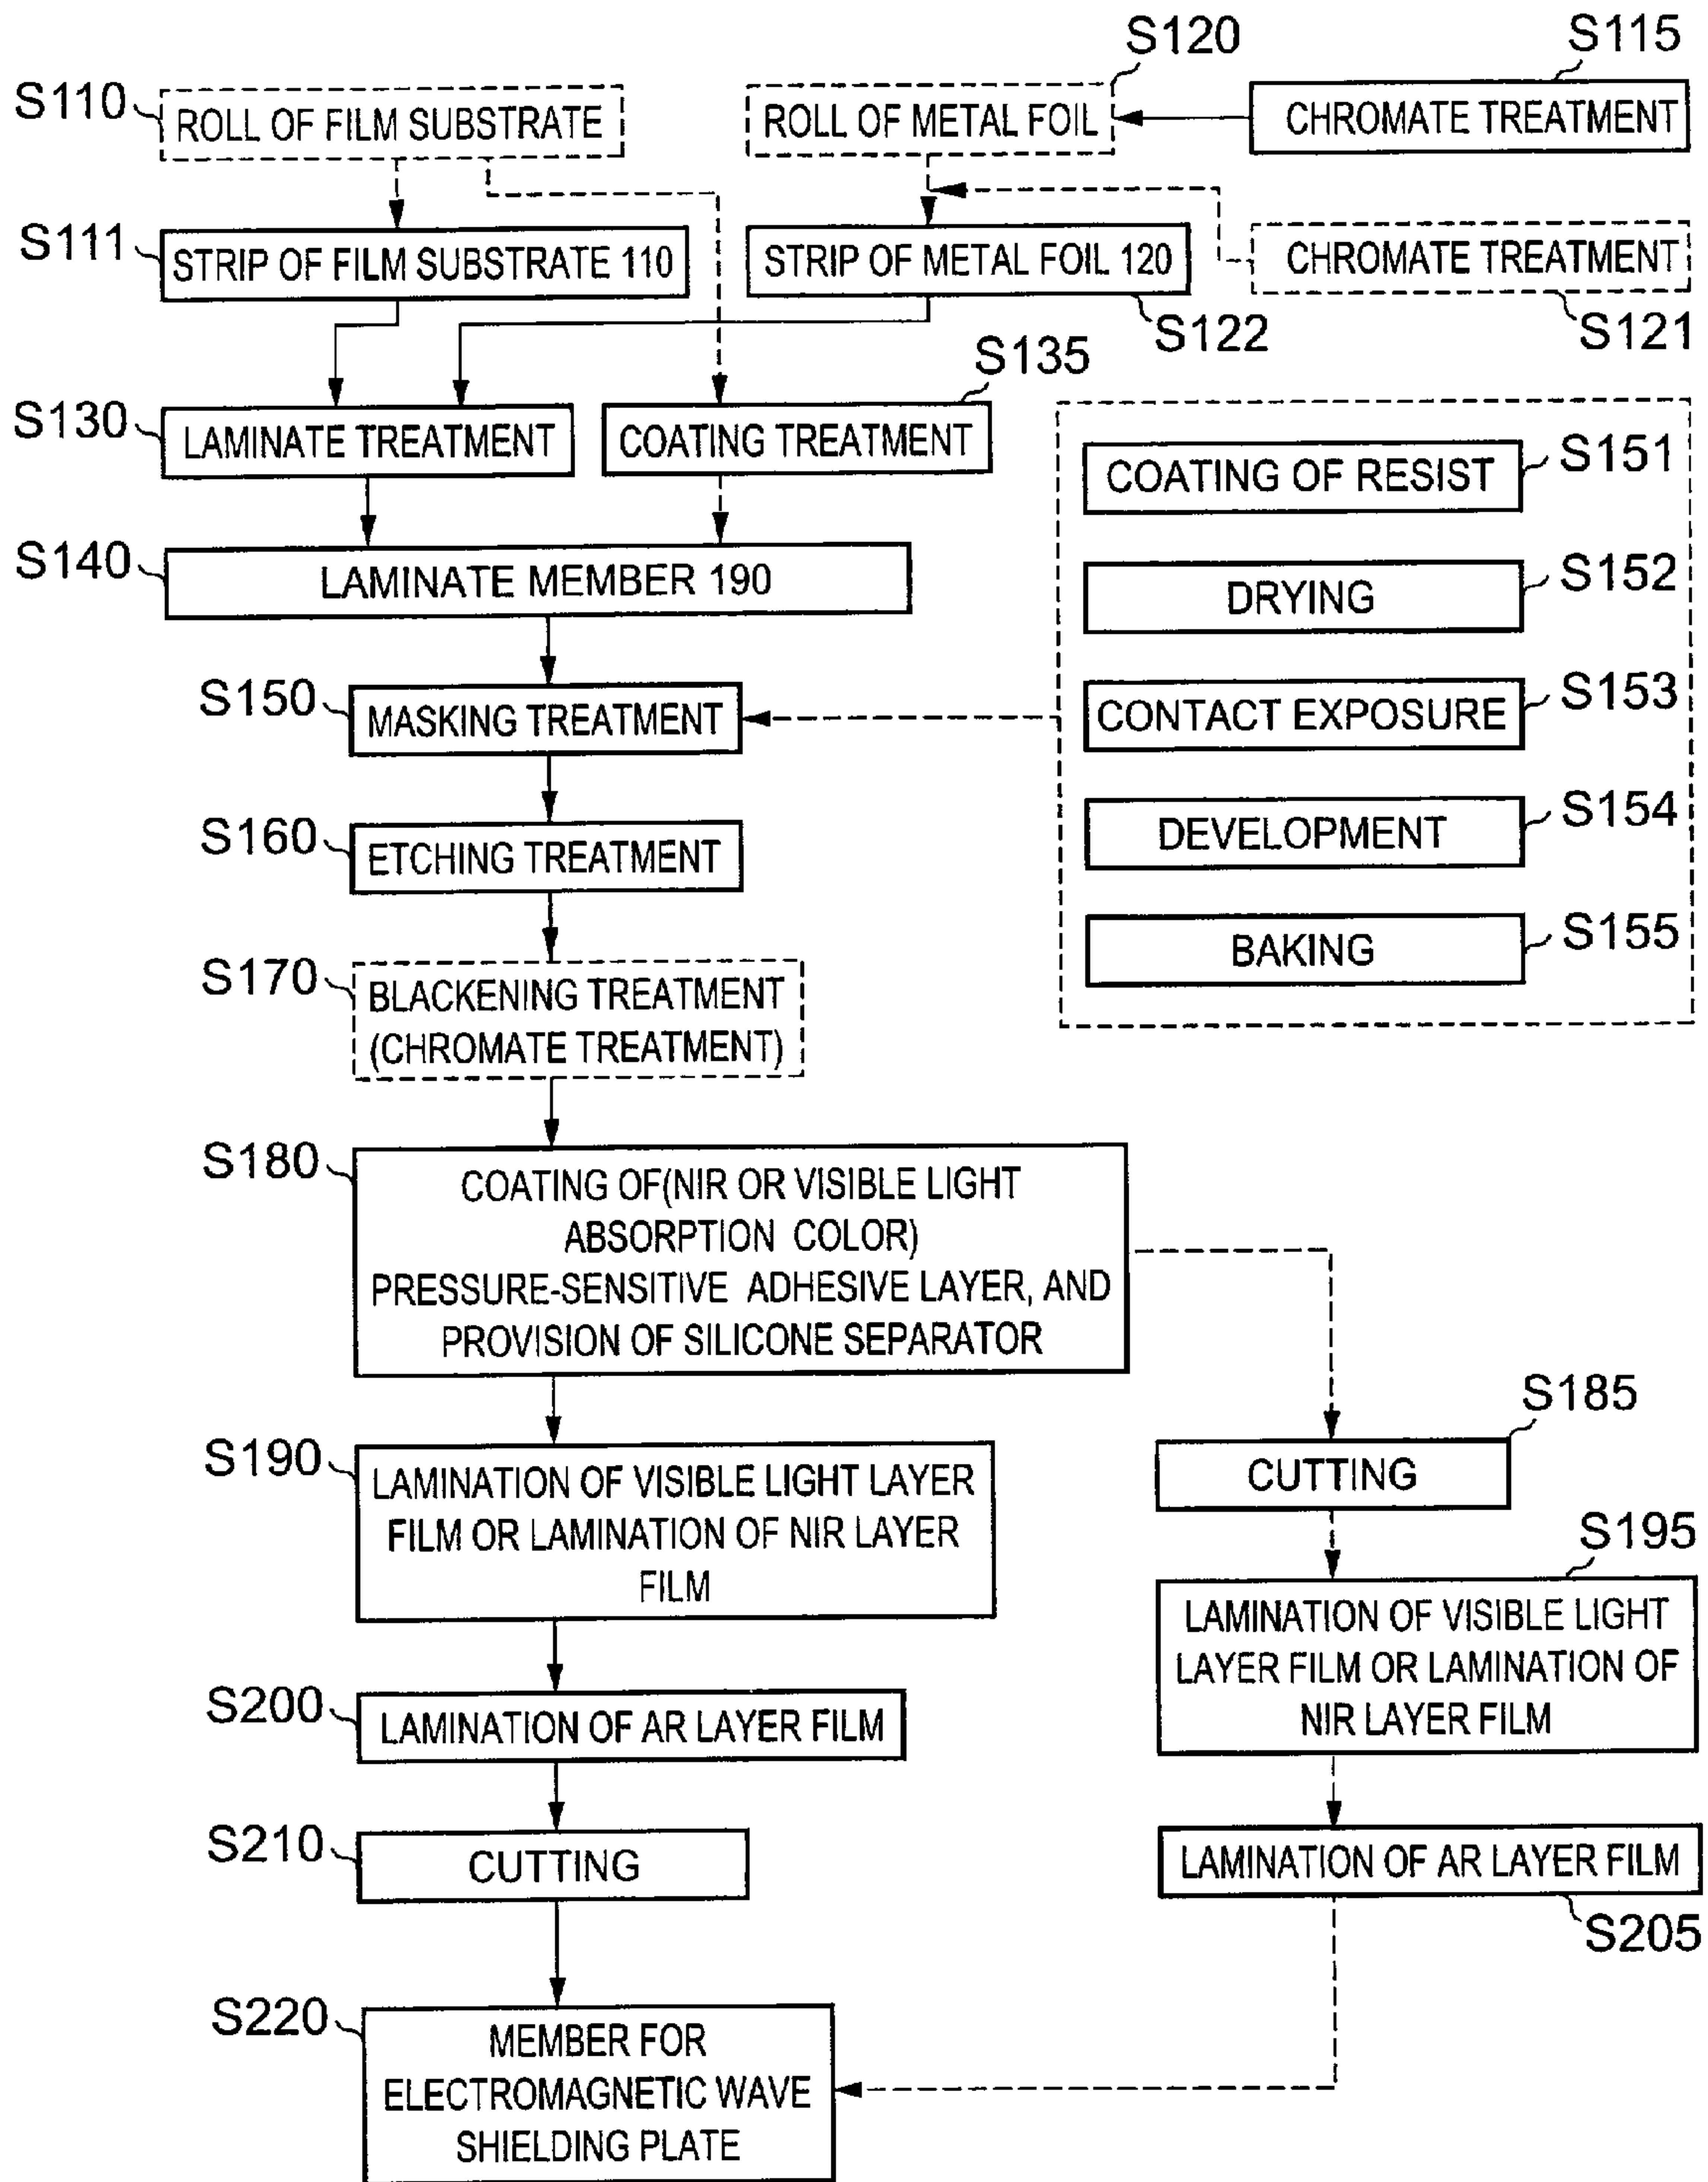 S120
S115
S110
ROLL OF FILM SUBSTRATE
ROLL OF METAL FOIL
CHROMATE TREATMENT
S111
STRIP OF FILM SUBSTRATE 110
STRIP OF METAL FOIL 120
CHROMATE TREATMENT
S122
S121
S135
S130
LAMINATE TREATMENT
COATING TREATMENT
COATING OF RESIST
S151
S140
LAMINATE MEMBER 190
DRYING
S152
S150
MASKING TREATMENT
CONTACT EXPOSURE
S153
S160
ETCHING TREATMENT
DEVELOPMENT
S154
S170
BLACKENING TREATMENT
(CHROMATE TREATMENT)
BAKING
S155
S180
COATING OF(NIR OR VISIBLE LIGHT
ABSORPTION COLOR)
PRESSURE-SENSITIVE ADHESIVE LAYER, AND
PROVISION OF SILICONE SEPARATOR
S185
CUTTING
S190
LAMINATION OF VISIBLE LIGHT LAYER
FILM OR LAMINATION OF NIR LAYER
FILM
S195
LAMINATION OF VISIBLE LIGHT
LAYER FILM OR LAMINATION OF
NIR LAYER FILM
S200
LAMINATION OF AR LAYER FILM
S210
CUTTING
LAMINATION OF AR LAYER FILM
S205
S220
MEMBER FOR
ELECTROMAGNETIC WAVE
SHIELDING PLATE